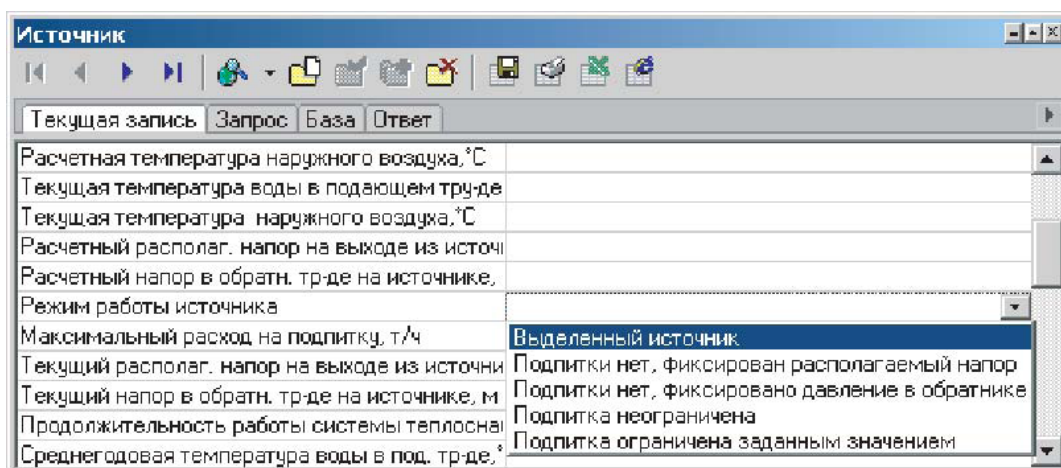 Источник
Текущая запись Запрос База Ответ
Расчетная температура наружного воздуха,°С
Текущая температура воды в подающем тру-де
Текущая температура наружного воздуха,°С
Расчетный располаг. напор на выходе из источ
Расчетный напор в обратн. тр-де на источнике,
Режим работы источника
Максимальный расход на подпитку, т/ч
Выделенный источник
Текущий располаг. напор на выходе из источни
Подпитки нет, фиксирован располагаемый напор
Текущий напор в обратн. тр-де на источнике, м
Подпитки нет, фиксировано давление в обратнике
Подпитка неограничена
Продолжительность работы системы теплосна
Подпитка ограничена заданным значением
Среднегодовая температура воды в под. тр-де,°